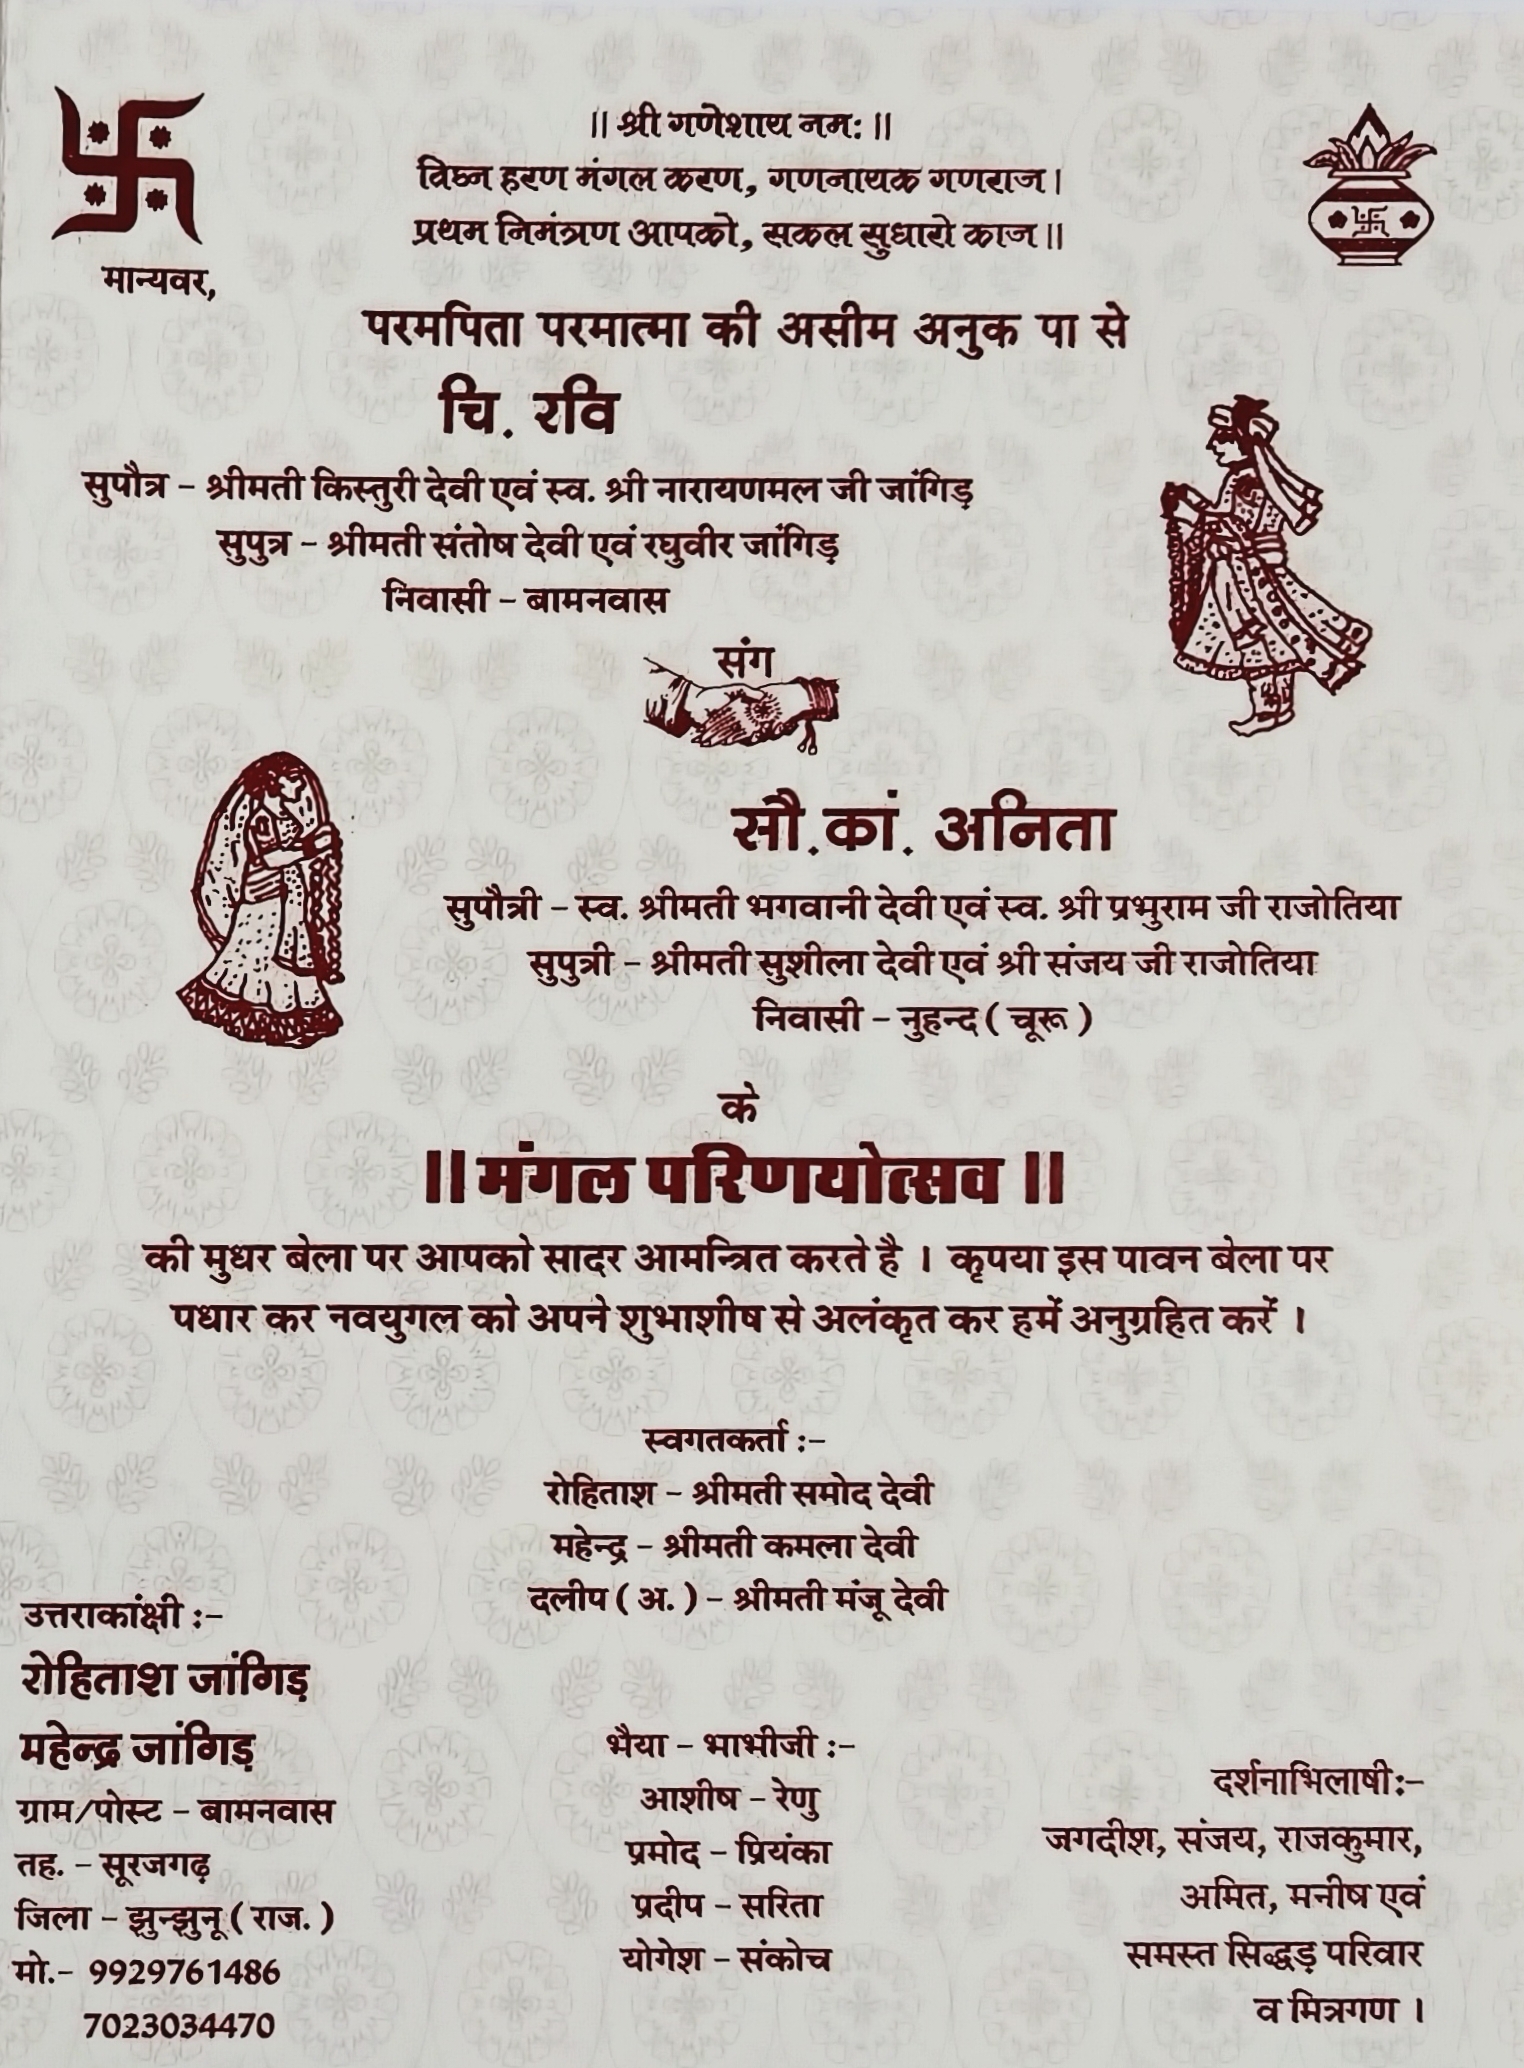 ॥ श्री गणेशाय नम: ॥
विघ्न हरण मंगल करण, गणनायक गणराज।
प्रथम निमंत्रण आपको, सकल सुधारो काज॥
मान्यवर,
परमपिता परमात्मा की असीम अनुक पा से
चि. रवि
सुपौत्र - श्रीमती किस्तुरी देवी एवं स्व. श्री नारायणमल जी जांगिड़
सुपुत्र - श्रीमती संतोष देवी एवं रघुवीर जांगिड़
निवासी - बामनवास
संग
सौ.कां. अनिता
सुपौत्री - स्व. श्रीमती भगवानी देवी एवं स्व. श्री प्रभुराम जी राजोतिया
सुपुत्री - श्रीमती सुशीला देवी एवं श्री संजय जी राजोतिया
निवासी - नुहन्द ( चूरू )
के
॥ मंगल परिणयोत्सव ॥
की मुधर बेला पर आपको सादर आमन्त्रित करते है । कृपया इस पावन बेला पर
पधार कर नवयुगल को अपने शुभाशीष से अलंकृत कर हमें अनुग्रहित करें ।
स्वगतकर्ता :-
रोहिताश - श्रीमती समोद देवी
महेन्द्र - श्रीमती कमला देवी
दलीप ( अ. ) - श्रीमती मंजू देवी
उत्तराकांक्षी :-
रोहिताश जांगिड़
महेन्द्र जांगिड़
ग्राम/पोस्ट - बामनवास
तह. - सूरजगढ़
जिला - झुन्झुनू ( राज. )
मो.- 9929761486
7023034470
भैया - भाभीजी :-
आशीष - रेणु
प्रमोद - प्रियंका
प्रदीप - सरिता
योगेश - संकोच
दर्शनाभिलाषी:-
जगदीश, संजय, राजकुमार,
अमित, मनीष एवं
समस्त सिद्धड़ परिवार
व मित्रगण ।